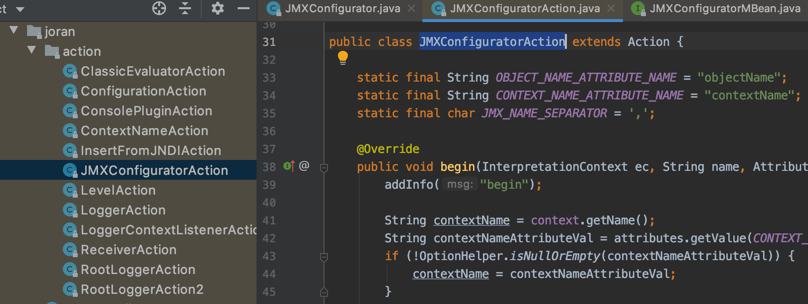 ct
JMXConfigurator.java
JMXConfiguratorAction.java
JMXConfiguratorMBean.java
joran
action
ClassicEvaluatorAction
ConfigurationAction
ConsolePluginAction
ContextNameAction
InsertFromJNDIAction
JMXConfiguratorAction
LevelAction
LoggerAction
LoggerContextListenerActio
ReceiverAction
RootLoggerAction
RootLoggerAction2
30
31 public class JMXConfiguratorAction extends Action {
32
33 static final String OBJECT_NAME_ATTRIBUTE_NAME = "objectName";
34 static final String CONTEXT_NAME_ATTRIBUTE_NAME = "contextName";
35 static final char JMX_NAME_SEPARATOR = ',';
36
37 @Override
38 @ public void begin(InterpretationContext ec, String name, Attribut
39 addInfo( msg: "begin");
40
41 String contextName = context.getName();
42 String contextNameAttributeVal = attributes.getValue(CONTEXT_
43 if (!OptionHelper.isNullOrEmpty(contextNameAttributeVal)) {
44 contextName = contextNameAttributeVal;
45 }